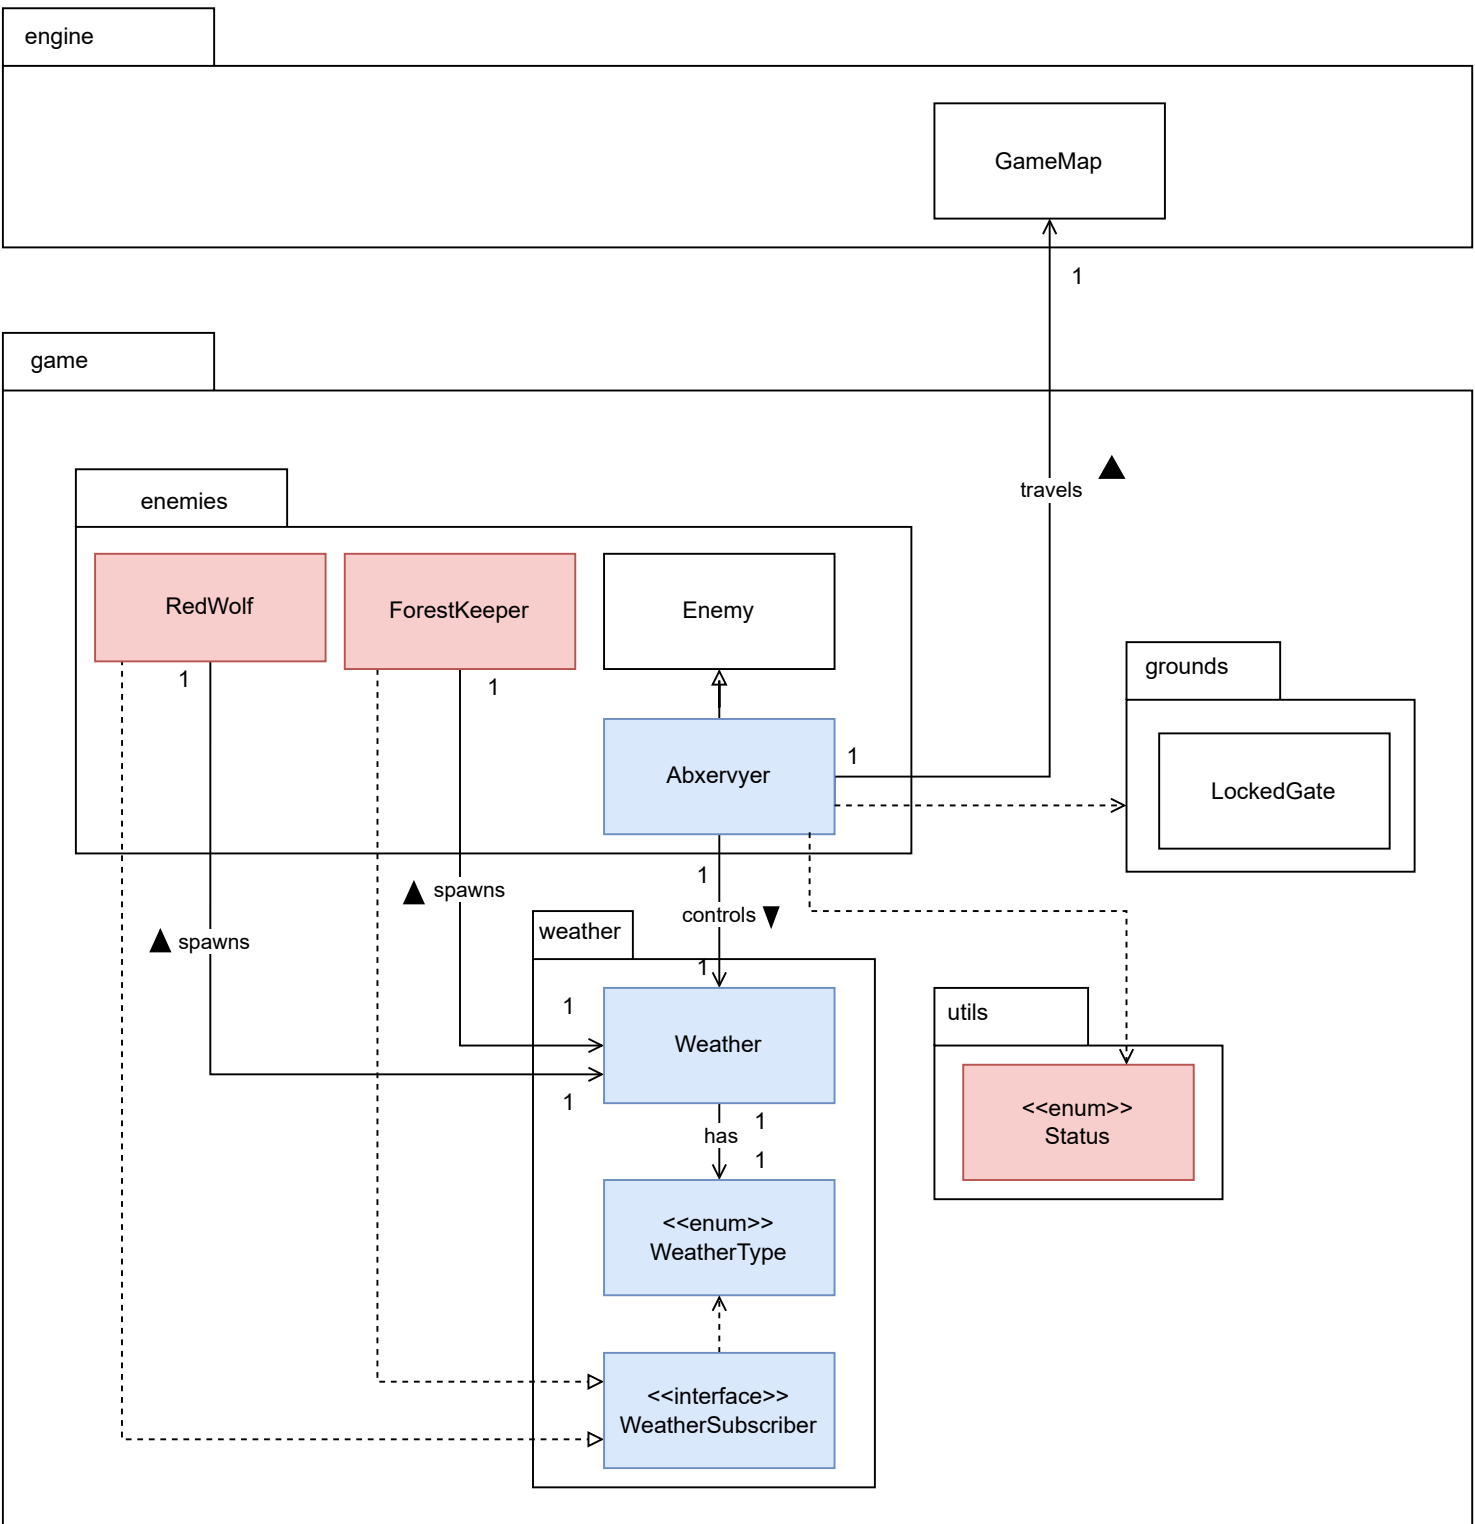 engine
GameMap
1
game
travels
enemies
RedWolf
ForestKeeper
Enemy
1
1
Abxervyer
1
grounds
LockedGate
spawns
spawns
1
controls
1
weather
1
Weather
1
1
has
1
<<enum>>
WeatherType
<<interface>>
WeatherSubscriber
utils
<<enum>>
Status